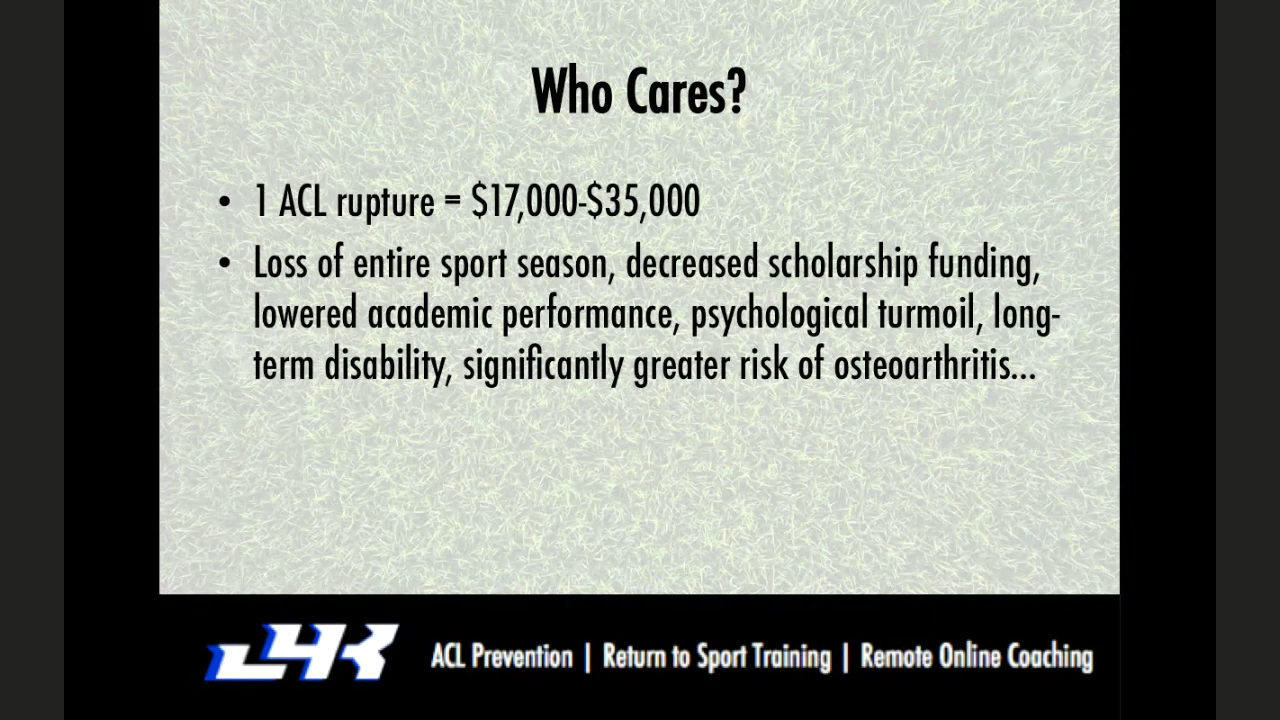 Who Cares?
• 1 ACL rupture = $17,000-$35,000
• Loss of entire sport season, decreased scholarship funding,
lowered academic performance, psychological turmoil, long-
term disability, significantly greater risk of osteoarthritis...
ACL Prevention | Return to Sport Training | Remote Online Coaching